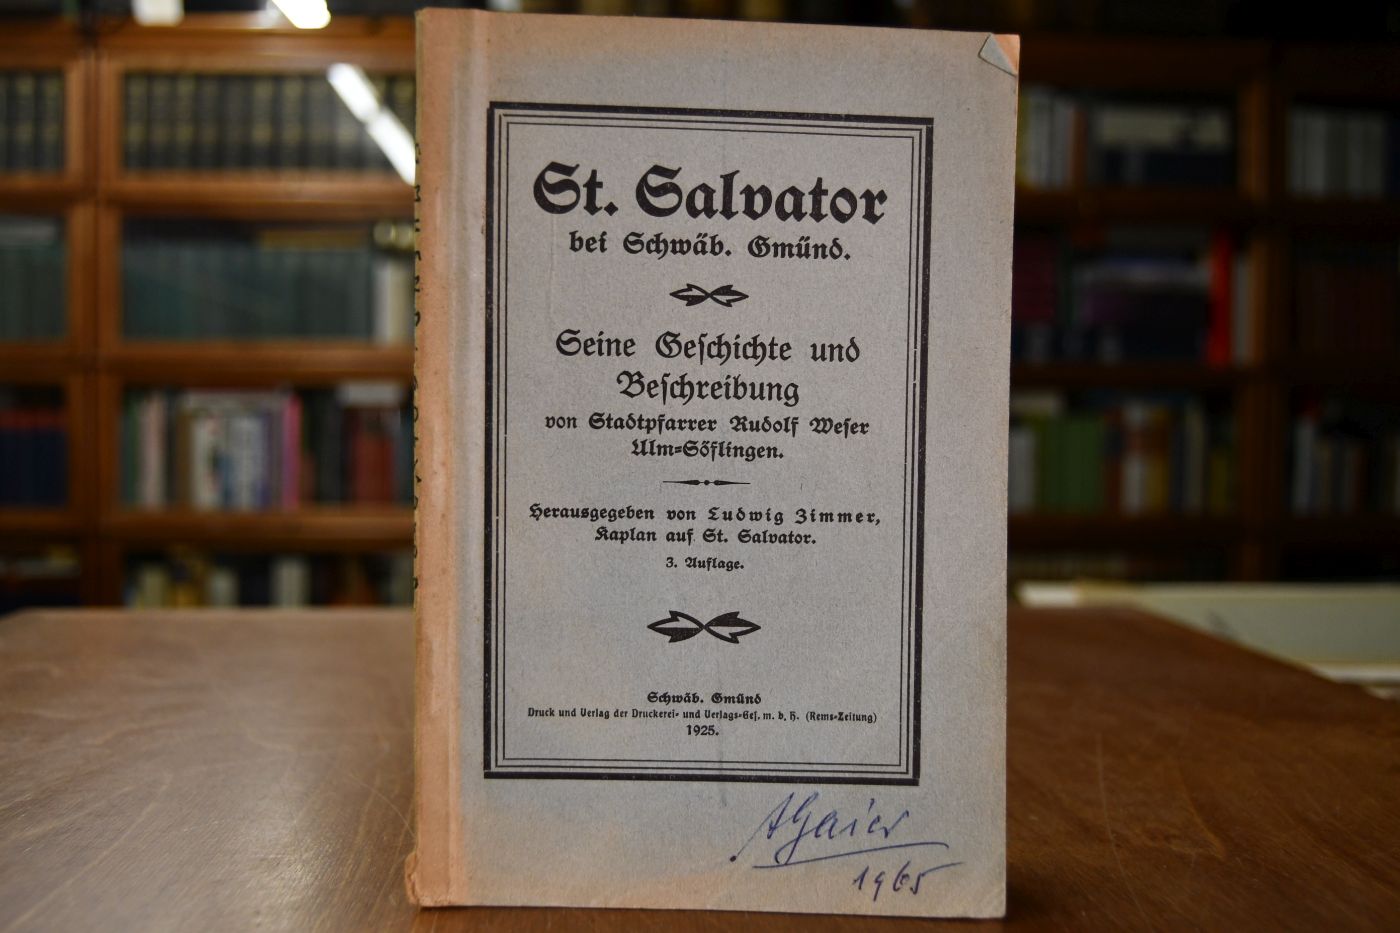 St. Salvator
bei Schwäb. Gmünd.
Seine Geschichte und
Beschreibung
von Stadtpfarrer Rudolf Weser
Ulm=Söflingen.
Herausgegeben von Ludwig Zimmer,
Kaplan auf St. Salvator.
3. Auflage.
Schwäb. Gmünd
Druck und Verlag der Druckerei- und Verlags-Ges. m. b. H. (Rems-Zeitung)
1925.
AGaier
1965